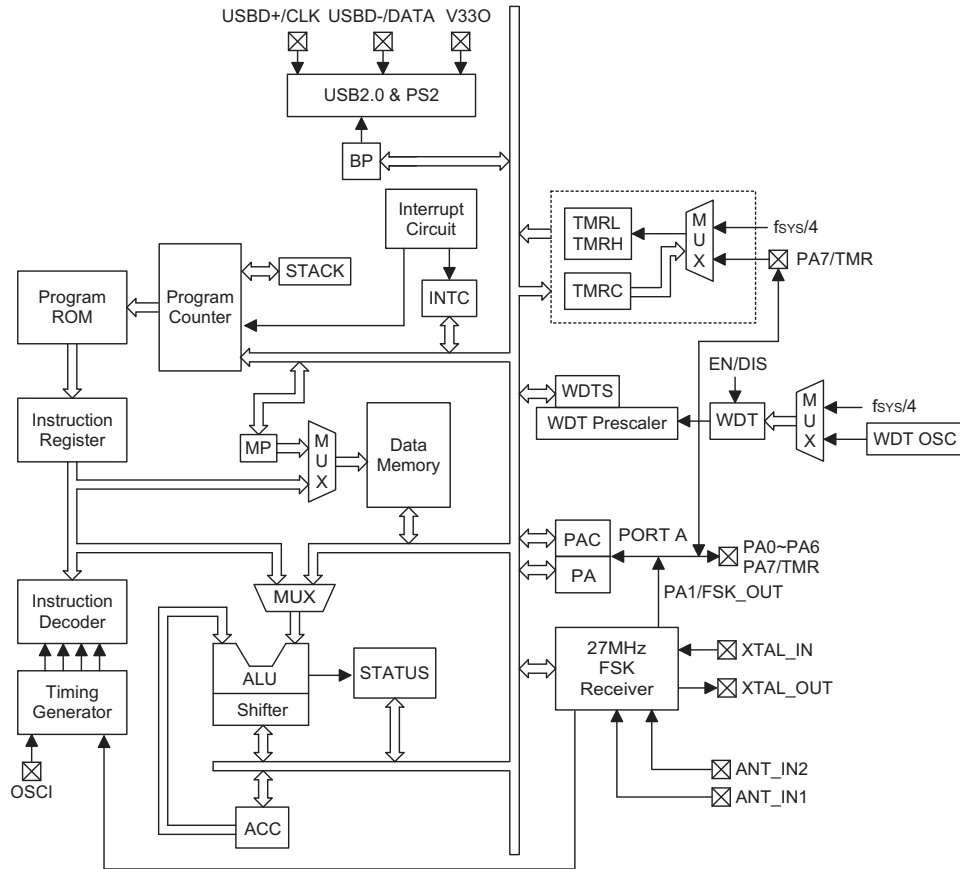 USBD+/CLK USBD-/DATA V33O
USB2.0 & PS2
BP
Interrupt
Circuit
STACK
INTC
Program
ROM
Program
Counter
TMRL
TMRH
TMRC
M
U
X
fSYS/4
PA7/TMR
EN/DIS
WDTS
WDT Prescaler
WDT
M
U
X
fSYS/4
WDT OSC
Instruction
Register
MP
M
U
X
Data
Memory
PAC
PA
PORT A
PA0~PA6
PA7/TMR
PA1/FSK_OUT
MUX
Instruction
Decoder
ALU
Shifter
STATUS
27MHz
FSK
Receiver
XTAL_IN
XTAL_OUT
Timing
Generator
OSCI
ACC
ANT_IN2
ANT_IN1